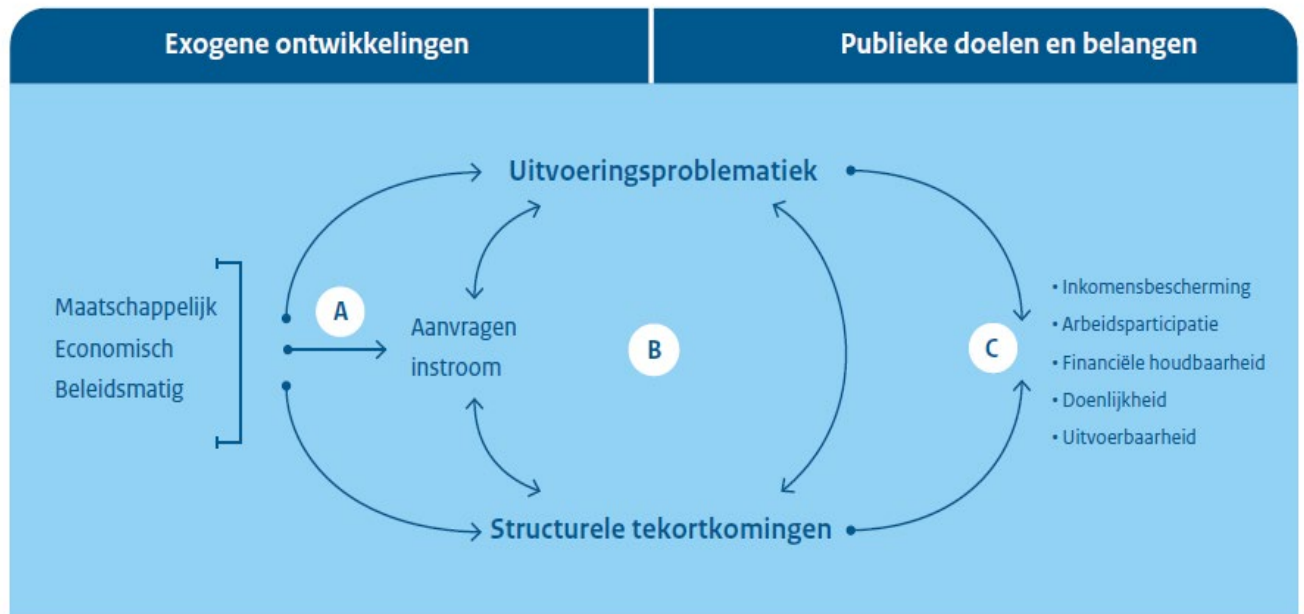 Exogene ontwikkelingen
Publieke doelen en belangen
Uitvoeringsproblematiek
Maatschappelijk
Economisch
Beleidsmatig
A
Aanvragen
instroom
B
C
• Inkomensbescherming
• Arbeidsparticipatie
• Financiële houdbaarheid
• Doenlijkheid
• Uitvoerbaarheid
Structurele tekortkomingen